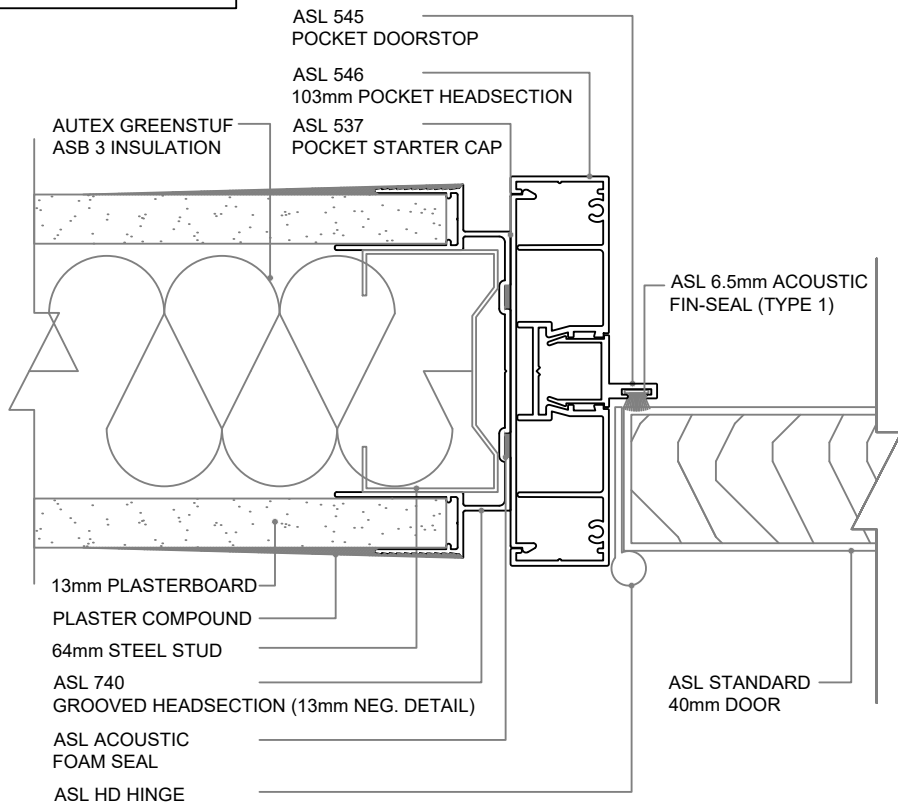 ASL 545
POCKET DOORSTOP
ASL 546
103mm POCKET HEADSECTION
AUTEX GREENSTUF
ASB 3 INSULATION
ASL 537
POCKET STARTER CAP
ASL 6.5mm ACOUSTIC
FIN-SEAL (TYPE 1)
13mm PLASTERBOARD
PLASTER COMPOUND
64mm STEEL STUD
ASL 740
GROOVED HEADSECTION (13mm NEG. DETAIL)
ASL STANDARD
40mm DOOR
ASL ACOUSTIC
FOAM SEAL
ASL HD HINGE